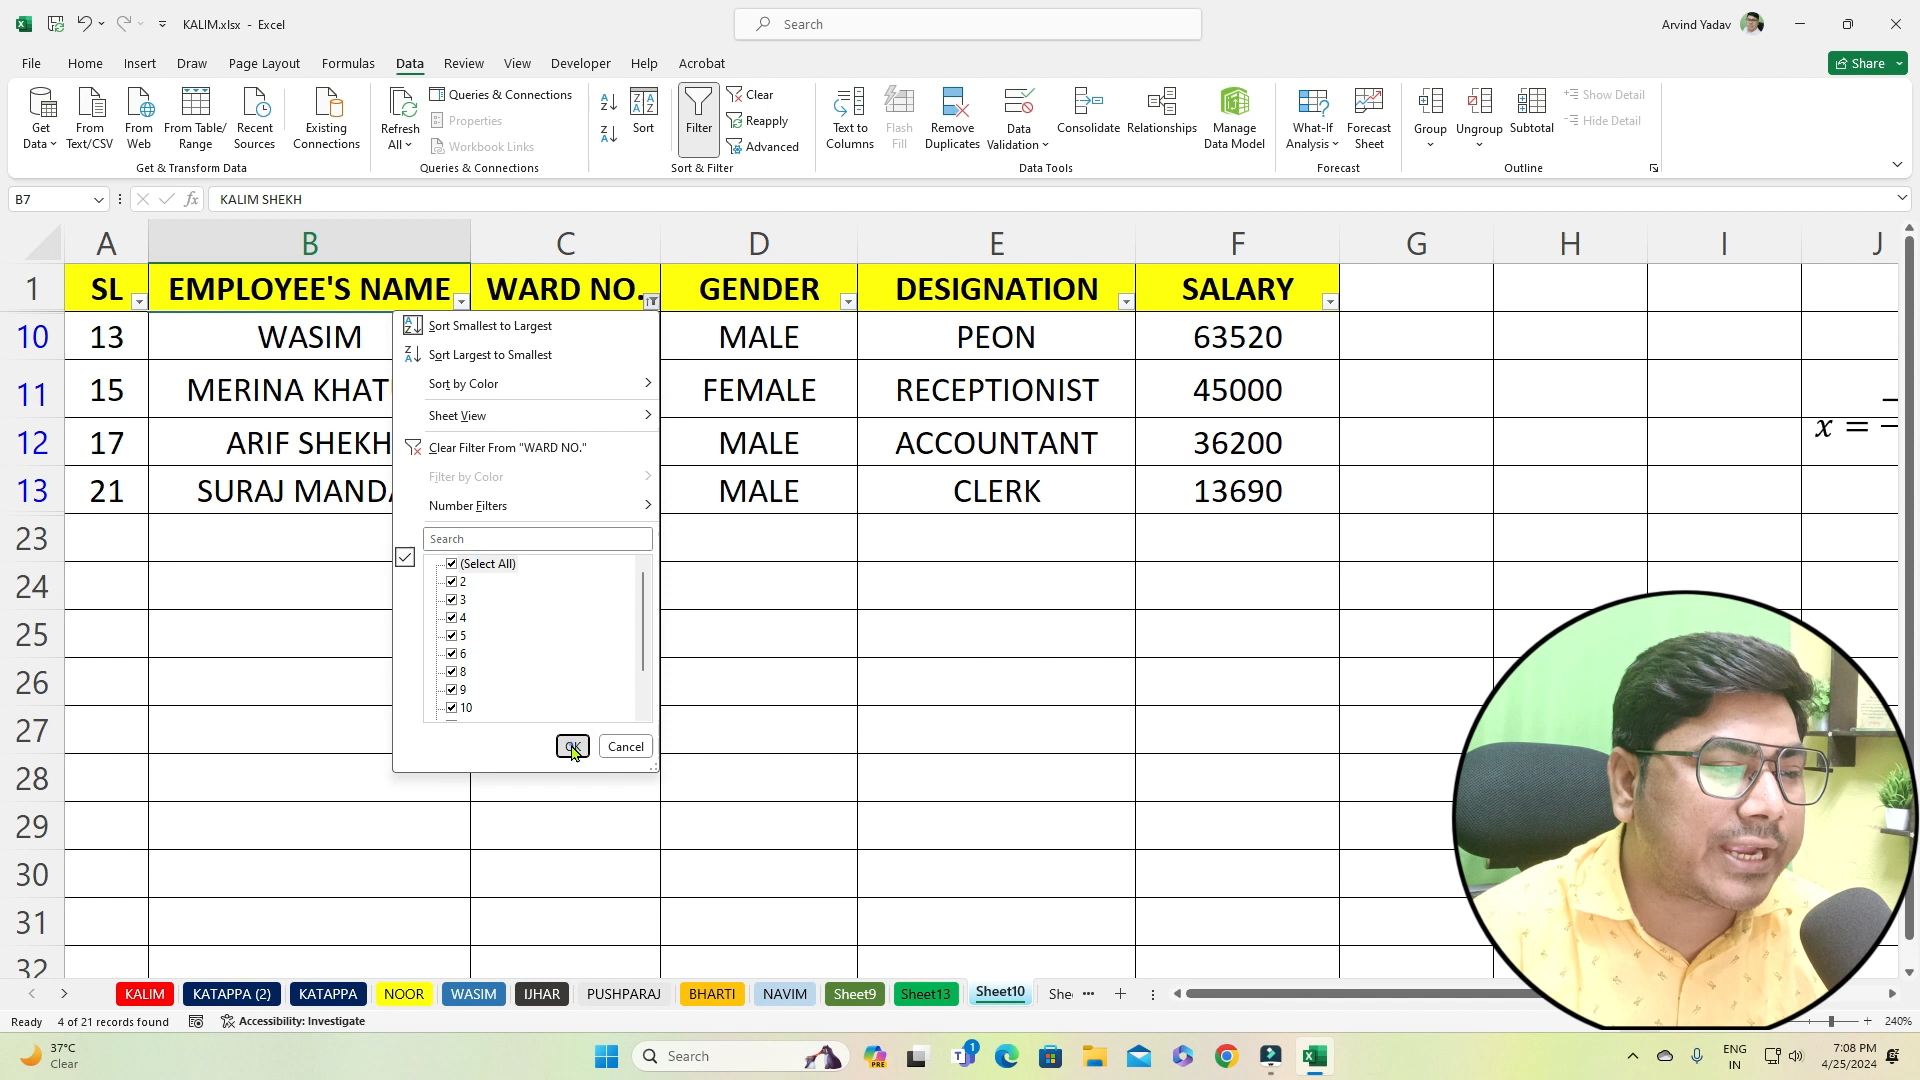 KALIM.xlsx - Excel
Search
Arvind Yadav
File Home Insert Draw Page Layout Formulas Data Review View Developer Help Acrobat
Share
Get Data
From Text/CSV
From Web
From Table/ Range
Recent Sources
Existing Connections
Get & Transform Data
Refresh All
Queries & Connections
Properties
Workbook Links
Queries & Connections
Sort
Filter
Clear
Reapply
Advanced
Sort & Filter
Text to Columns
Flash Fill
Remove Duplicates
Data Validation
Consolidate
Relationships
Manage Data Model
Data Tools
What-If Analysis
Forecast Sheet
Forecast
Group
Ungroup
Subtotal
Show Detail
Hide Detail
Outline
B7
fx
KALIM SHEKH
A B C D E F G H I J
1 SL EMPLOYEE'S NAME WARD NO. GENDER DESIGNATION SALARY
10 13 WASIM MALE PEON 63520
11 15 MERINA KHAT FEMALE RECEPTIONIST 45000
12 17 ARIF SHEKH MALE ACCOUNTANT 36200
13 21 SURAJ MANDA MALE CLERK 13690
x =
23
24
25
26
27
28
29
30
31
32
Sort Smallest to Largest
Sort Largest to Smallest
Sort by Color
Sheet View
Clear Filter From "WARD NO."
Filter by Color
Number Filters
Search
(Select All)
2
3
4
5
6
8
9
10
OK Cancel
KALIM KATAPPA (2) KATAPPA NOOR WASIM IJHAR PUSHPARAJ BHARTI NAVIM Sheet9 Sheet13 Sheet10 She
Ready 4 of 21 records found Accessibility: Investigate
240%
37°C
Clear
Search
PRE
1
ENG
IN
7:08 PM
4/25/2024